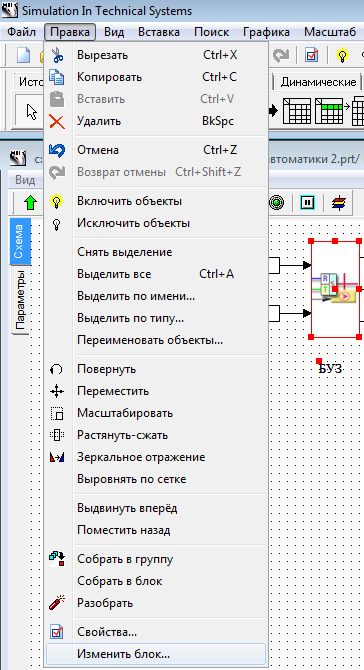 Simulation In Technical Systems
Файл Правка Вид Вставка Поиск Графика Масштаб
Вырезать Ctrl+X
Копировать Ctrl+C
Вставить Ctrl+V
Удалить BkSpc
Отмена Ctrl+Z
Возврат отмены Ctrl+Shift+Z
Включить объекты
Исключить объекты
Снять выделение
Выделить все Ctrl+A
Выделить по имени...
Выделить по типу...
Переименовать объекты...
Повернуть
Переместить
Масштабировать
Растянуть-сжать
Зеркальное отражение
Выровнять по сетке
Выдвинуть вперёд
Поместить назад
Собрать в группу
Собрать в блок
Разобрать
Свойства...
Изменить блок...
Исто
Динамические
c:
автоматики 2.prt/
Вид
Схема
Параметры
БУЗ